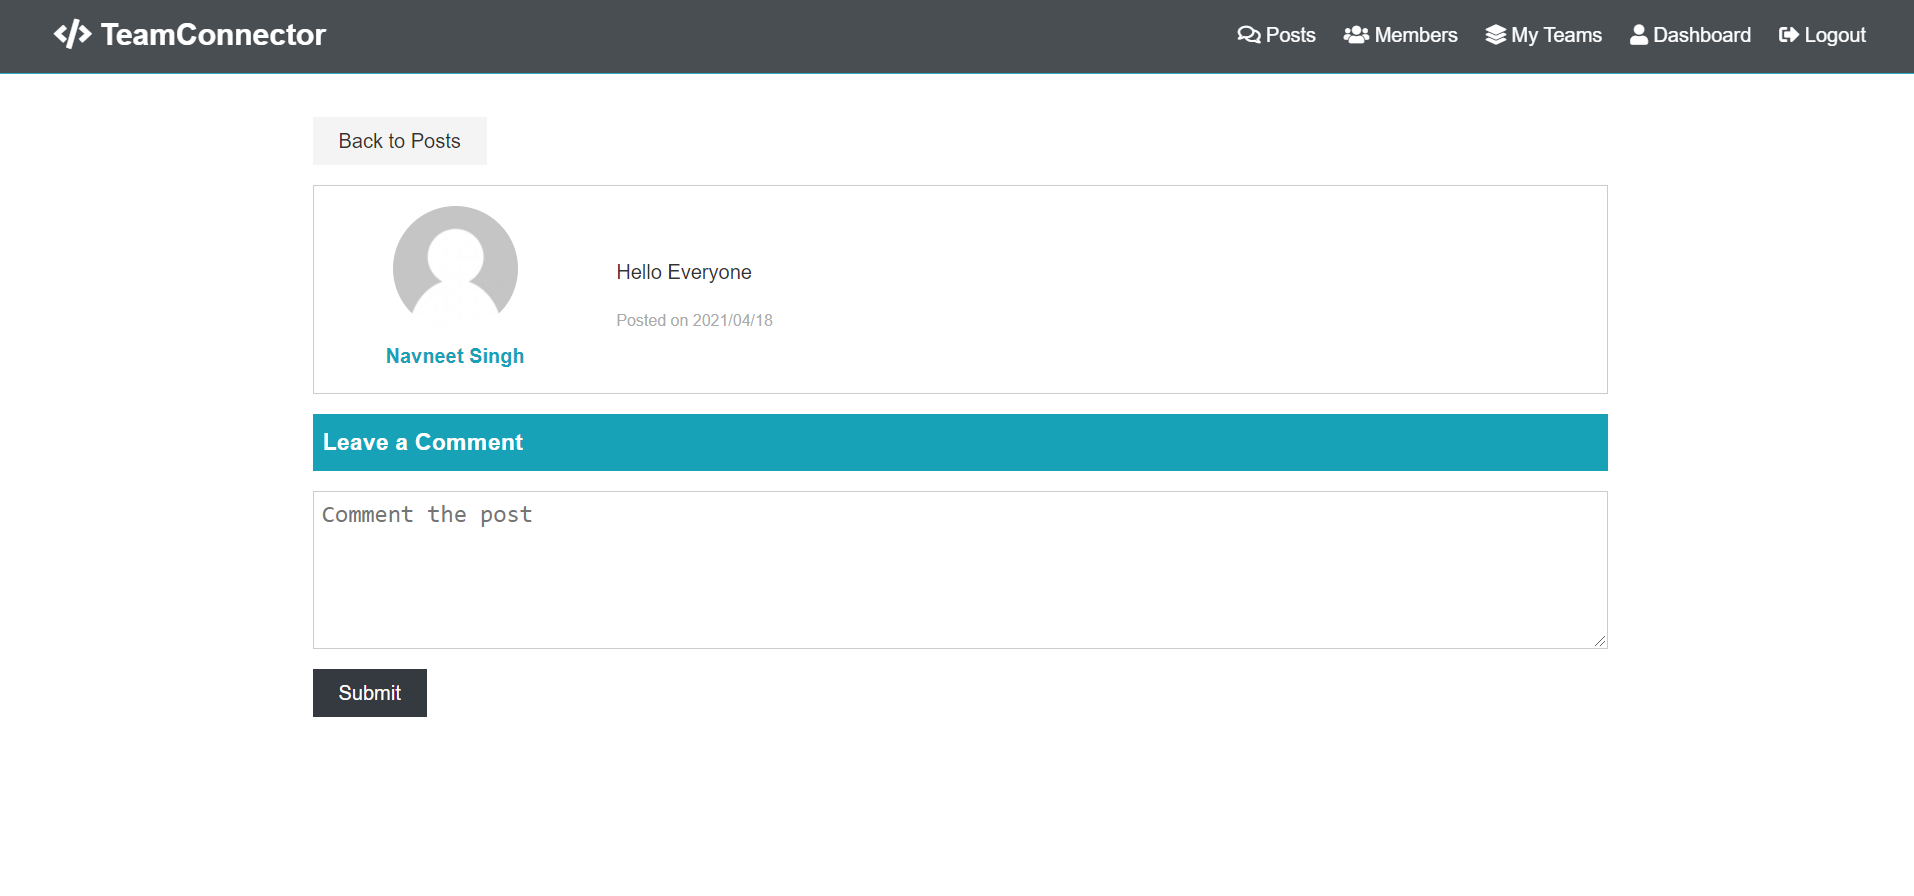 TeamConnector
Posts Members My Teams Dashboard Logout
Back to Posts
Hello Everyone
Posted on 2021/04/18
Navneet Singh
Leave a Comment
Comment the post
Submit